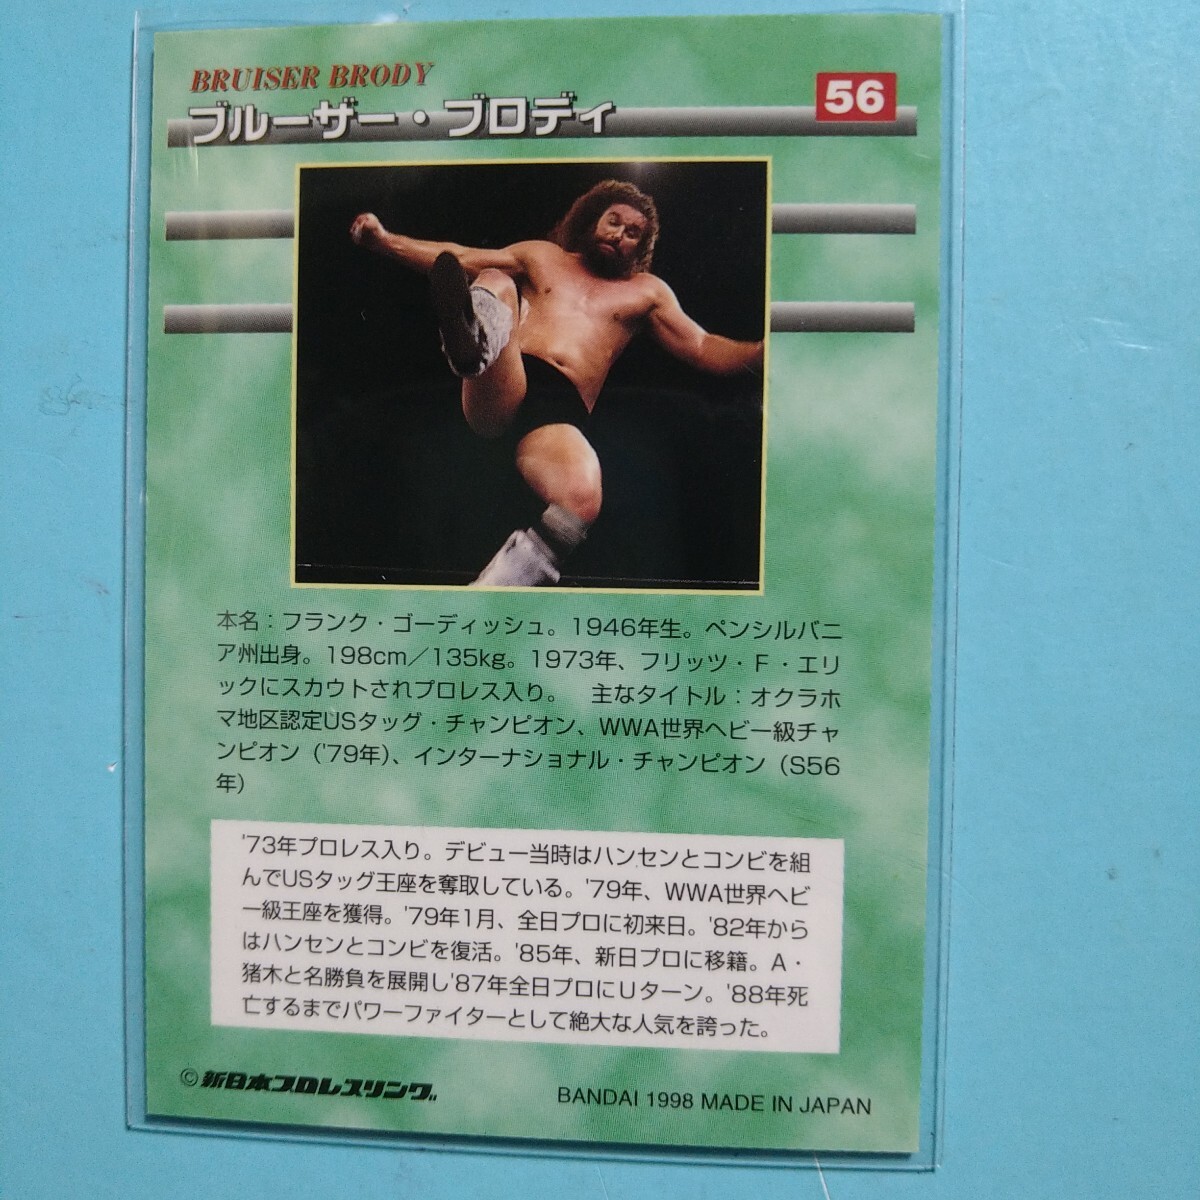 BRUISER BRODY
ブルーザー・ブロディ
56
本名：フランク・ゴーディッシュ。1946年生。ペンシルバニ
ア州出身。198cm／135kg。1973年、フリッツ・F・エリ
ックにスカウトされプロレス入り。　主なタイトル：オクラホ
マ地区認定USタッグ・チャンピオン、WWA世界ヘビー級チャ
ンピオン（'79年）、インターナショナル・チャンピオン（S56
年）
'73年プロレス入り。デビュー当時はハンセンとコンビを組
んでUSタッグ王座を奪取している。'79年、WWA世界ヘビ
ー級王座を獲得。'79年1月、全日プロに初来日。'82年から
はハンセンとコンビを復活。'85年、新日プロに移籍。A・
猪木と名勝負を展開し'87年全日プロにUターン。'88年死
亡するまでパワーファイターとして絶大な人気を誇った。
©新日本プロレスリング㈱
BANDAI 1998 MADE IN JAPAN